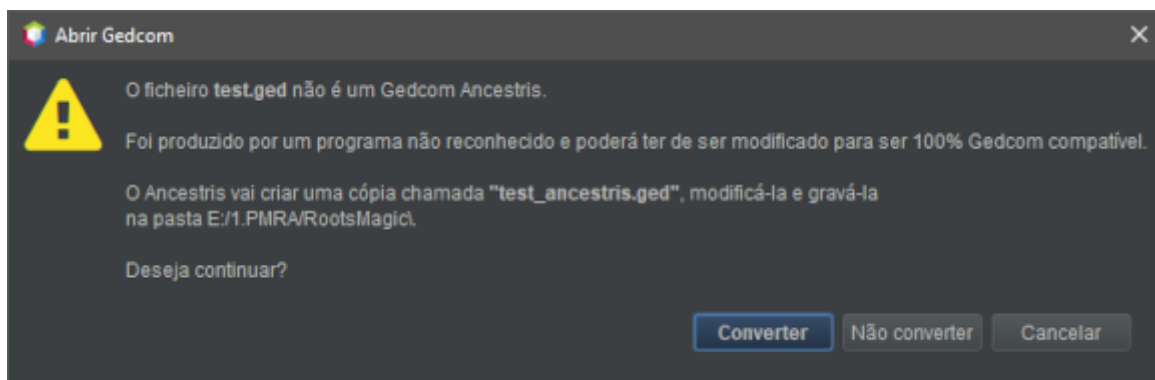 Abrir Gedcom
O ficheiro test.ged não é um Gedcom Ancestris.
Foi produzido por um programa não reconhecido e poderá ter de ser modificado para ser 100% Gedcom compatível.
O Ancestris vai criar uma cópia chamada "test_ancestris.ged", modificá-la e gravá-la
na pasta E:/1.PMRA/RootsMagic\.
Deseja continuar?
Converter Não converter Cancelar